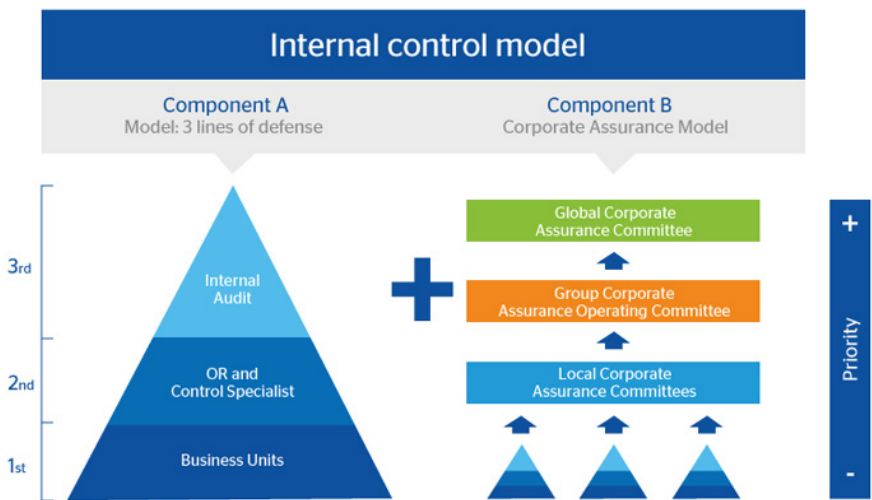 Internal control model
Component A
Model: 3 lines of defense
Component B
Corporate Assurance Model
3rd
2nd
1st
Internal
Audit
OR and
Control Specialist
Business Units
+
Global Corporate
Assurance Committee
Group Corporate
Assurance Operating Committee
Local Corporate
Assurance Committees
+
Priority
-